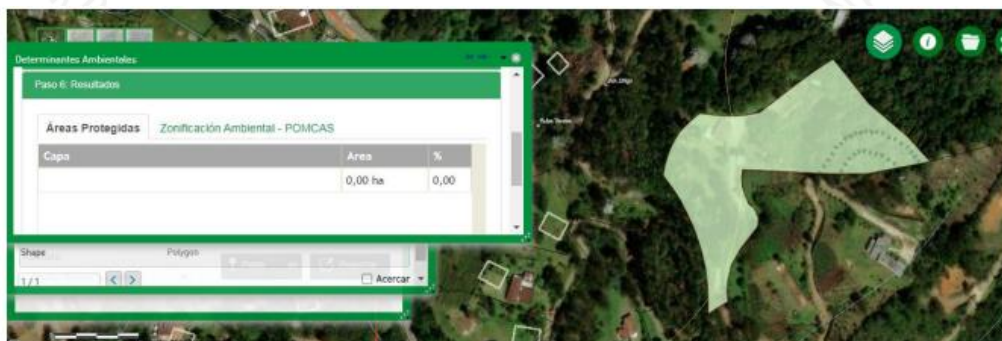 Determinantes Ambientales
Paso 6: Resultados
Áreas Protegidas Zonificación Ambiental - POMCAS
Capa Area %
0,00 ha 0,00
Shape Polygon
1/1 < > Acercar